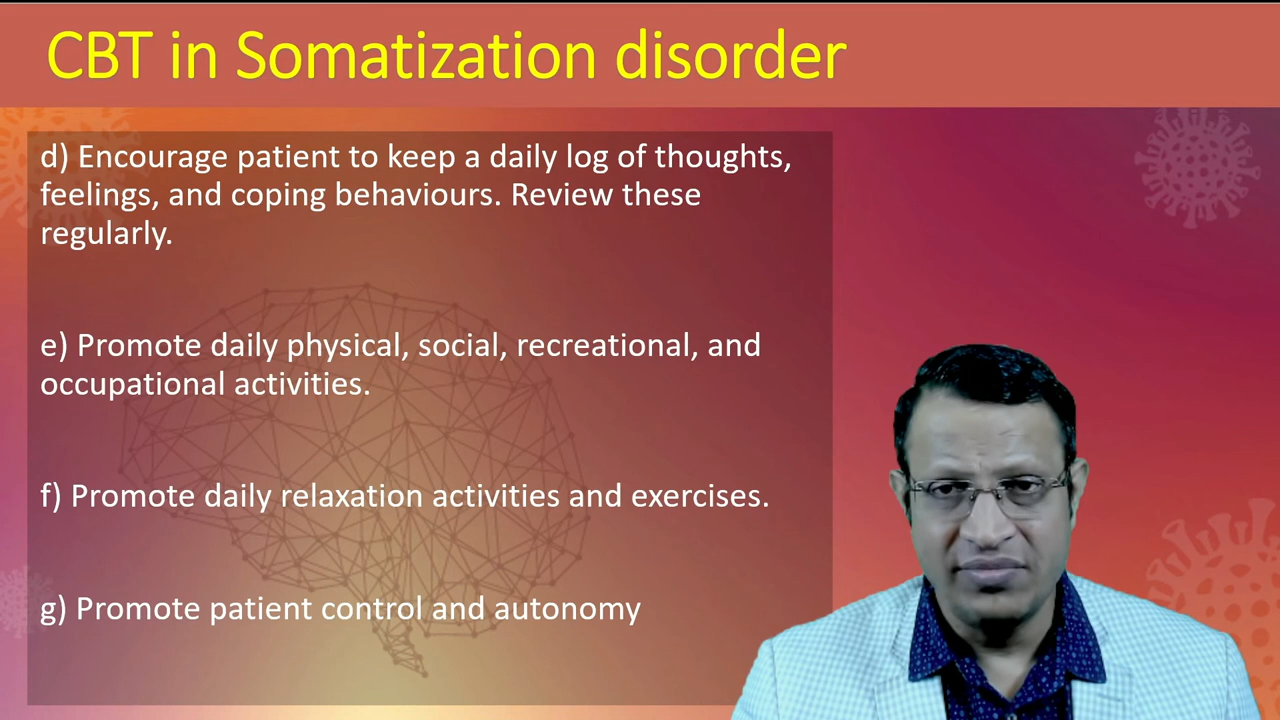 CBT in Somatization disorder
d) Encourage patient to keep a daily log of thoughts,
feelings, and coping behaviours. Review these
regularly.
e) Promote daily physical, social, recreational, and
occupational activities.
f) Promote daily relaxation activities and exercises.
g) Promote patient control and autonomy